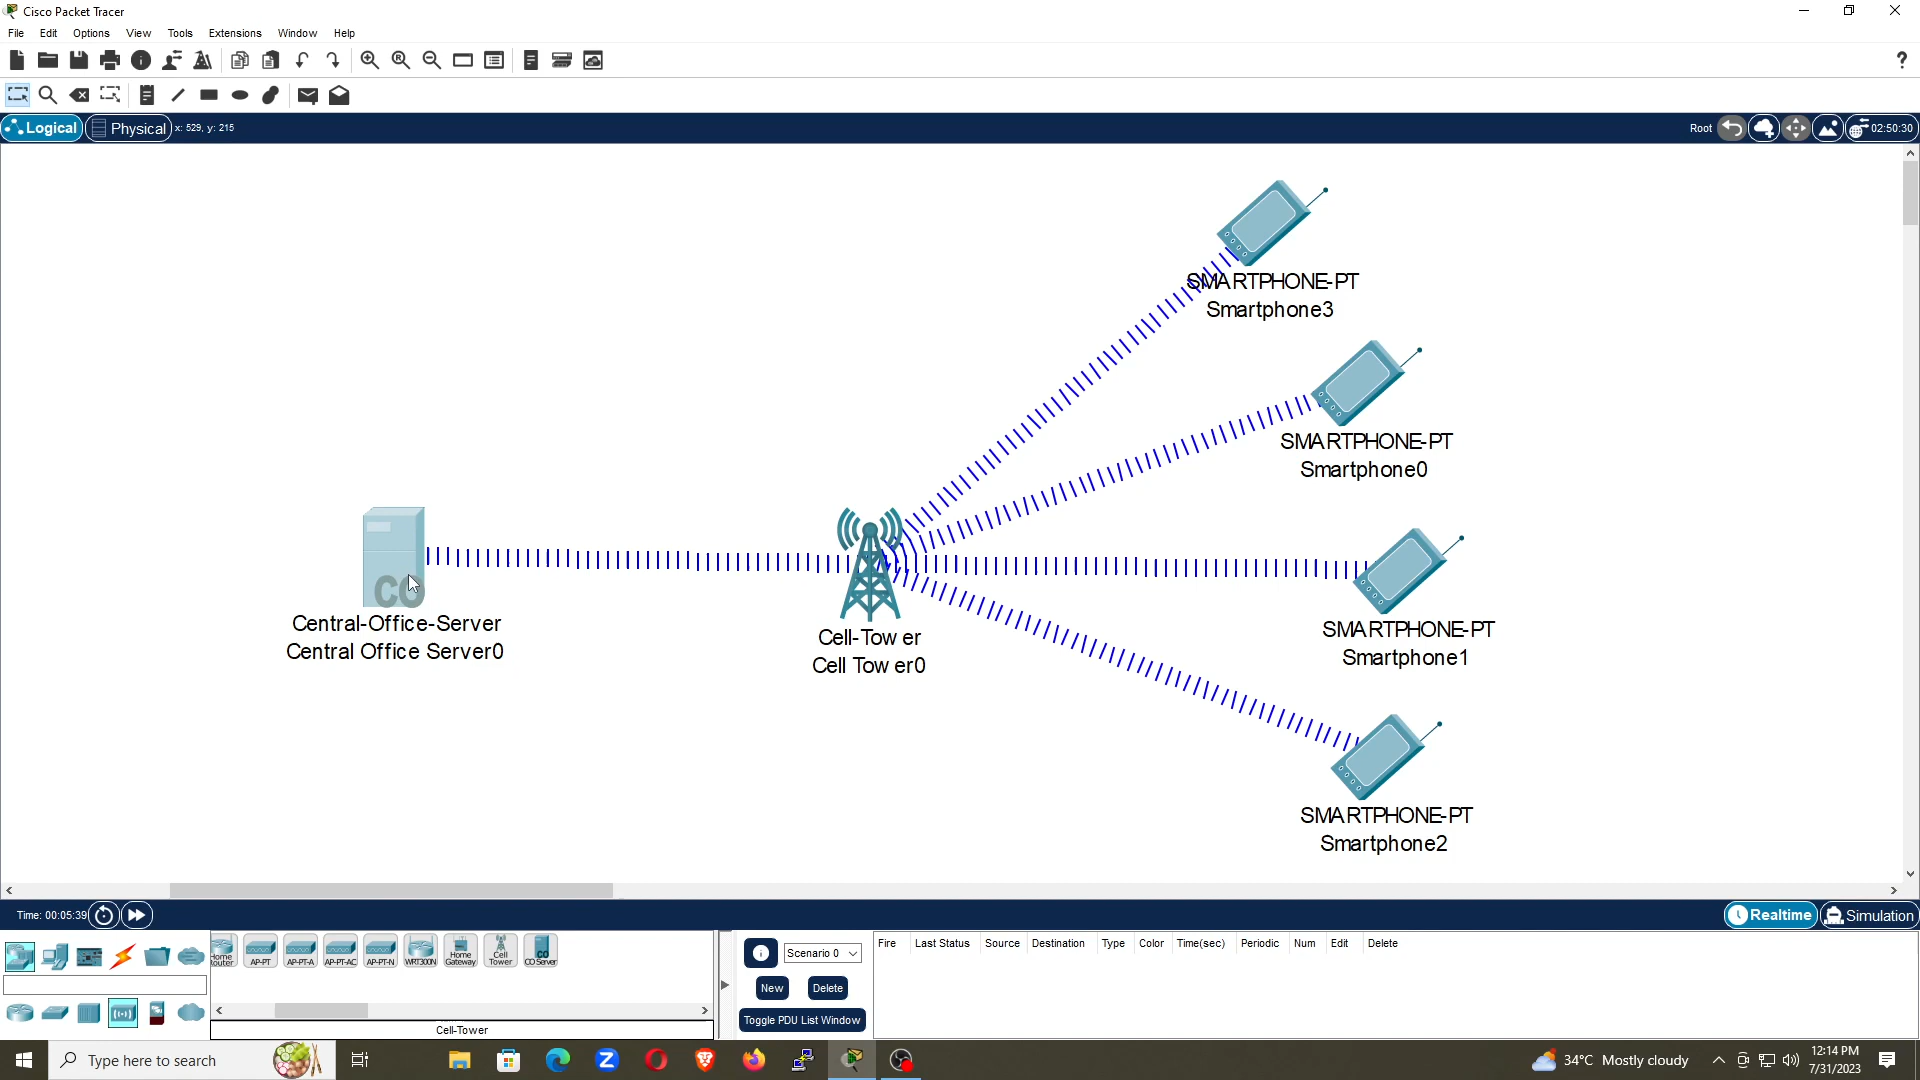 Cisco Packet Tracer
File Edit Options View Tools Extensions Window Help
?
Logical Physical x: 529, y: 215 Root 02:50:30
SMARTPHONE-PT
Smartphone3
SMARTPHONE-PT
Smartphone0
CO
Central-Office-Server
Central Office Server0
Cell-Tower
Cell Tower0
SMARTPHONE-PT
Smartphone1
SMARTPHONE-PT
Smartphone2
Time: 00:05:39 Realtime Simulation
Home Router
AP-PT
AP-PT-A
AP-PT-AC
AP-PT-N
WRT300N
Home Gateway
Cell Tower
CO Server
Cell-Tower
Scenario 0
New Delete
Toggle PDU List Window
Fire Last Status Source Destination Type Color Time(sec) Periodic Num Edit Delete
Type here to search
34°C Mostly cloudy
12:14 PM
7/31/2023